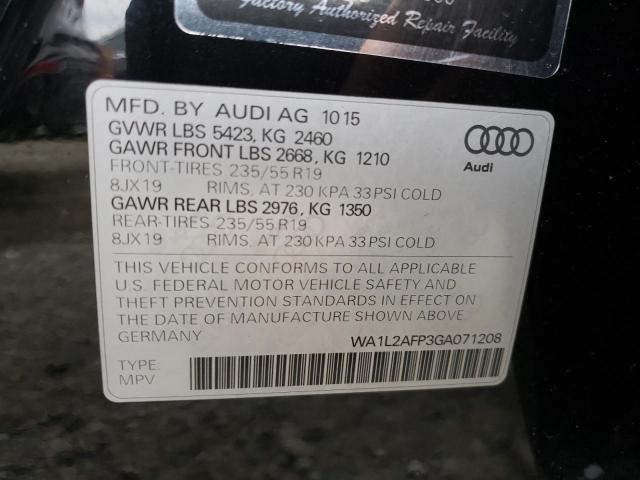 Factory Authorized Repair Facility
MFD. BY AUDI AG 1015
GVWR LBS 5423, KG 2460
GAWR FRONT LBS 2668, KG 1210
FRONT-TIRES 235/55 R19
8JX19 RIMS, AT 230 KPA 33 PSI COLD
GAWR REAR LBS 2976, KG 1350
REAR-TIRES 235/55 R19
8JX19 RIMS, AT 230 KPA 33 PSI COLD
Audi
THIS VEHICLE CONFORMS TO ALL APPLICABLE
U.S. FEDERAL MOTOR VEHICLE SAFETY AND
THEFT PREVENTION STANDARDS IN EFFECT ON
THE DATE OF MANUFACTURE SHOWN ABOVE.
GERMANY WA1L2AFP3GA071208
TYPE:
MPV